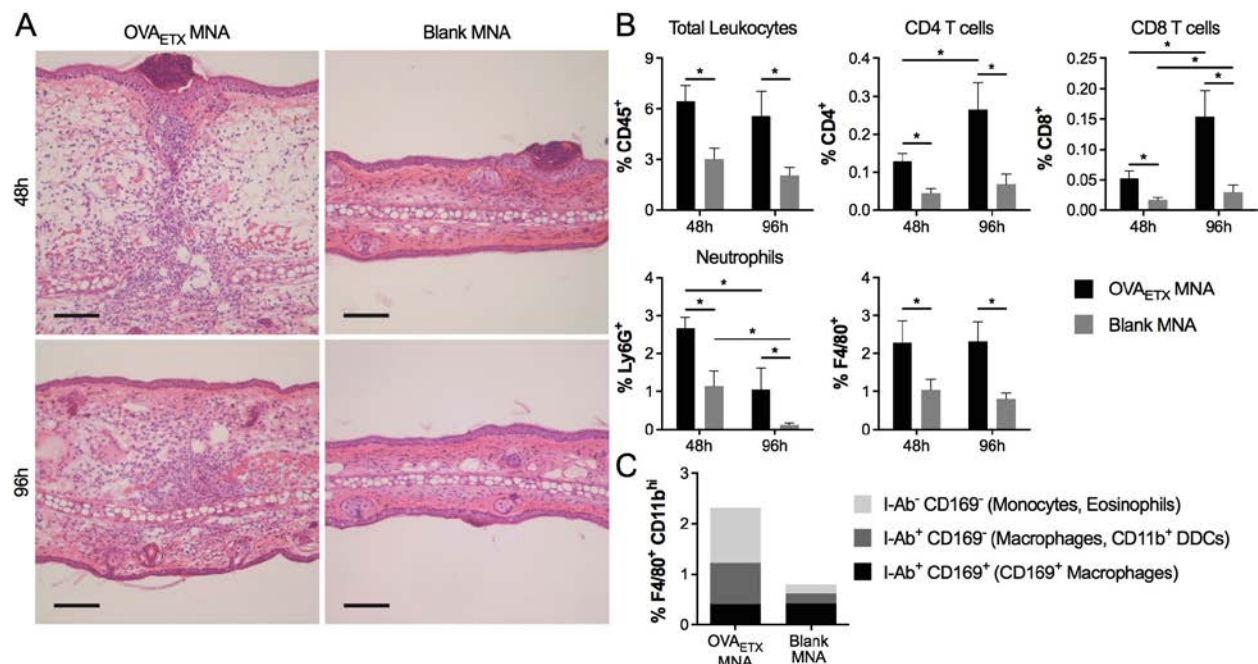 A
OVA_ETX MNA
Blank MNA
48h
96h
B
Total Leukocytes
CD4 T cells
CD8 T cells
% CD45⁺
9
6
3
0
48h
96h
*
*
% CD4⁺
0.4
0.3
0.2
0.1
0.0
48h
96h
*
*
*
% CD8⁺
0.25
0.20
0.15
0.10
0.05
0.00
48h
96h
*
*
*
*
Neutrophils
% Ly6G⁺
4
3
2
1
0
48h
96h
*
*
*
*
% F4/80⁺
4
3
2
1
0
48h
96h
*
*
OVA_ETX MNA
Blank MNA
C
% F4/80⁺ CD11b^hi
3
2
1
0
OVA_ETX
MNA
Blank
MNA
I-Ab⁻ CD169⁻ (Monocytes, Eosinophils)
I-Ab⁺ CD169⁻ (Macrophages, CD11b⁺ DDCs)
I-Ab⁺ CD169⁺ (CD169⁺ Macrophages)